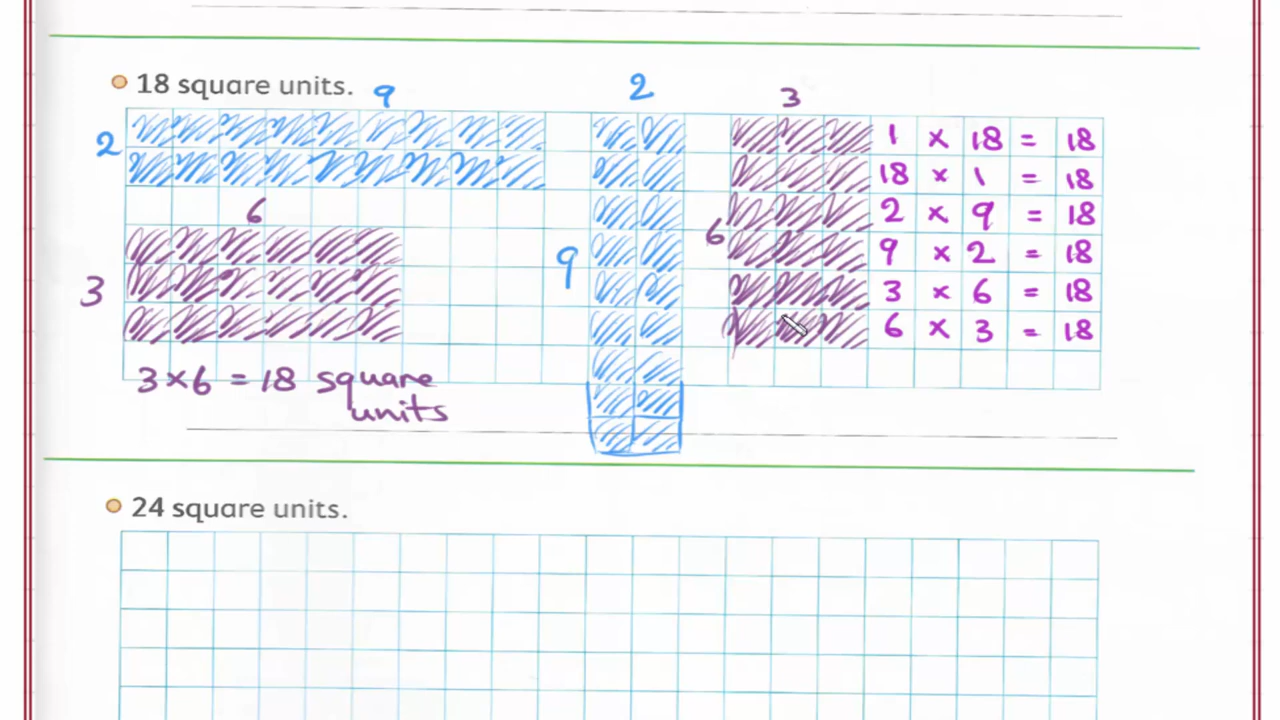 18 square units.
9
2
3
2
6
3
9
6
1 × 18 = 18
18 × 1 = 18
2 × 9 = 18
9 × 2 = 18
3 × 6 = 18
6 × 3 = 18
3×6 = 18 square
units
24 square units.